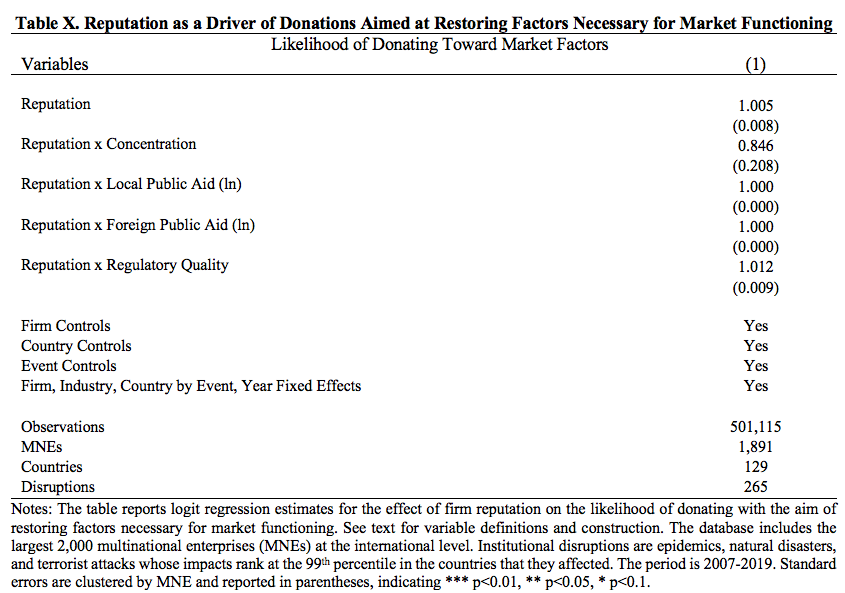 Table X. Reputation as a Driver of Donations Aimed at Restoring Factors Necessary for Market Functioning
Likelihood of Donating Toward Market Factors
Variables (1)
Reputation 1.005
(0.008)
Reputation x Concentration 0.846
(0.208)
Reputation x Local Public Aid (ln) 1.000
(0.000)
Reputation x Foreign Public Aid (ln) 1.000
(0.000)
Reputation x Regulatory Quality 1.012
(0.009)
Firm Controls Yes
Country Controls Yes
Event Controls Yes
Firm, Industry, Country by Event, Year Fixed Effects Yes
Observations 501,115
MNEs 1,891
Countries 129
Disruptions 265
Notes: The table reports logit regression estimates for the effect of firm reputation on the likelihood of donating with the aim of
restoring factors necessary for market functioning. See text for variable definitions and construction. The database includes the
largest 2,000 multinational enterprises (MNEs) at the international level. Institutional disruptions are epidemics, natural disasters,
and terrorist attacks whose impacts rank at the 99th percentile in the countries that they affected. The period is 2007-2019. Standard
errors are clustered by MNE and reported in parentheses, indicating *** p<0.01, ** p<0.05, * p<0.1.